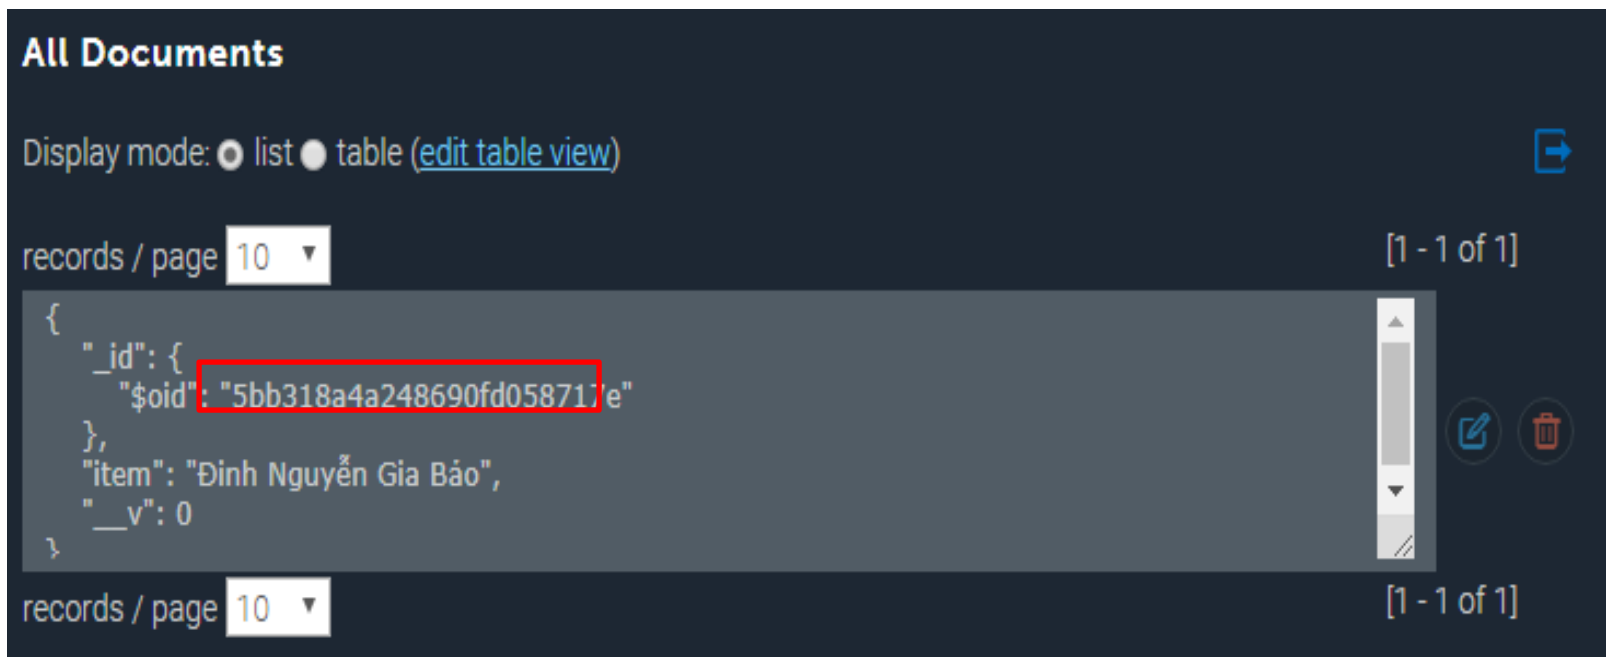 All Documents
Display mode: list table (edit table view)
records / page 10 [1 - 1 of 1]
{
"_id": {
"$oid": "5bb318a4a248690fd058717e"
},
"item": "Đinh Nguyễn Gia Bảo",
"__v": 0
}
records / page 10 [1 - 1 of 1]